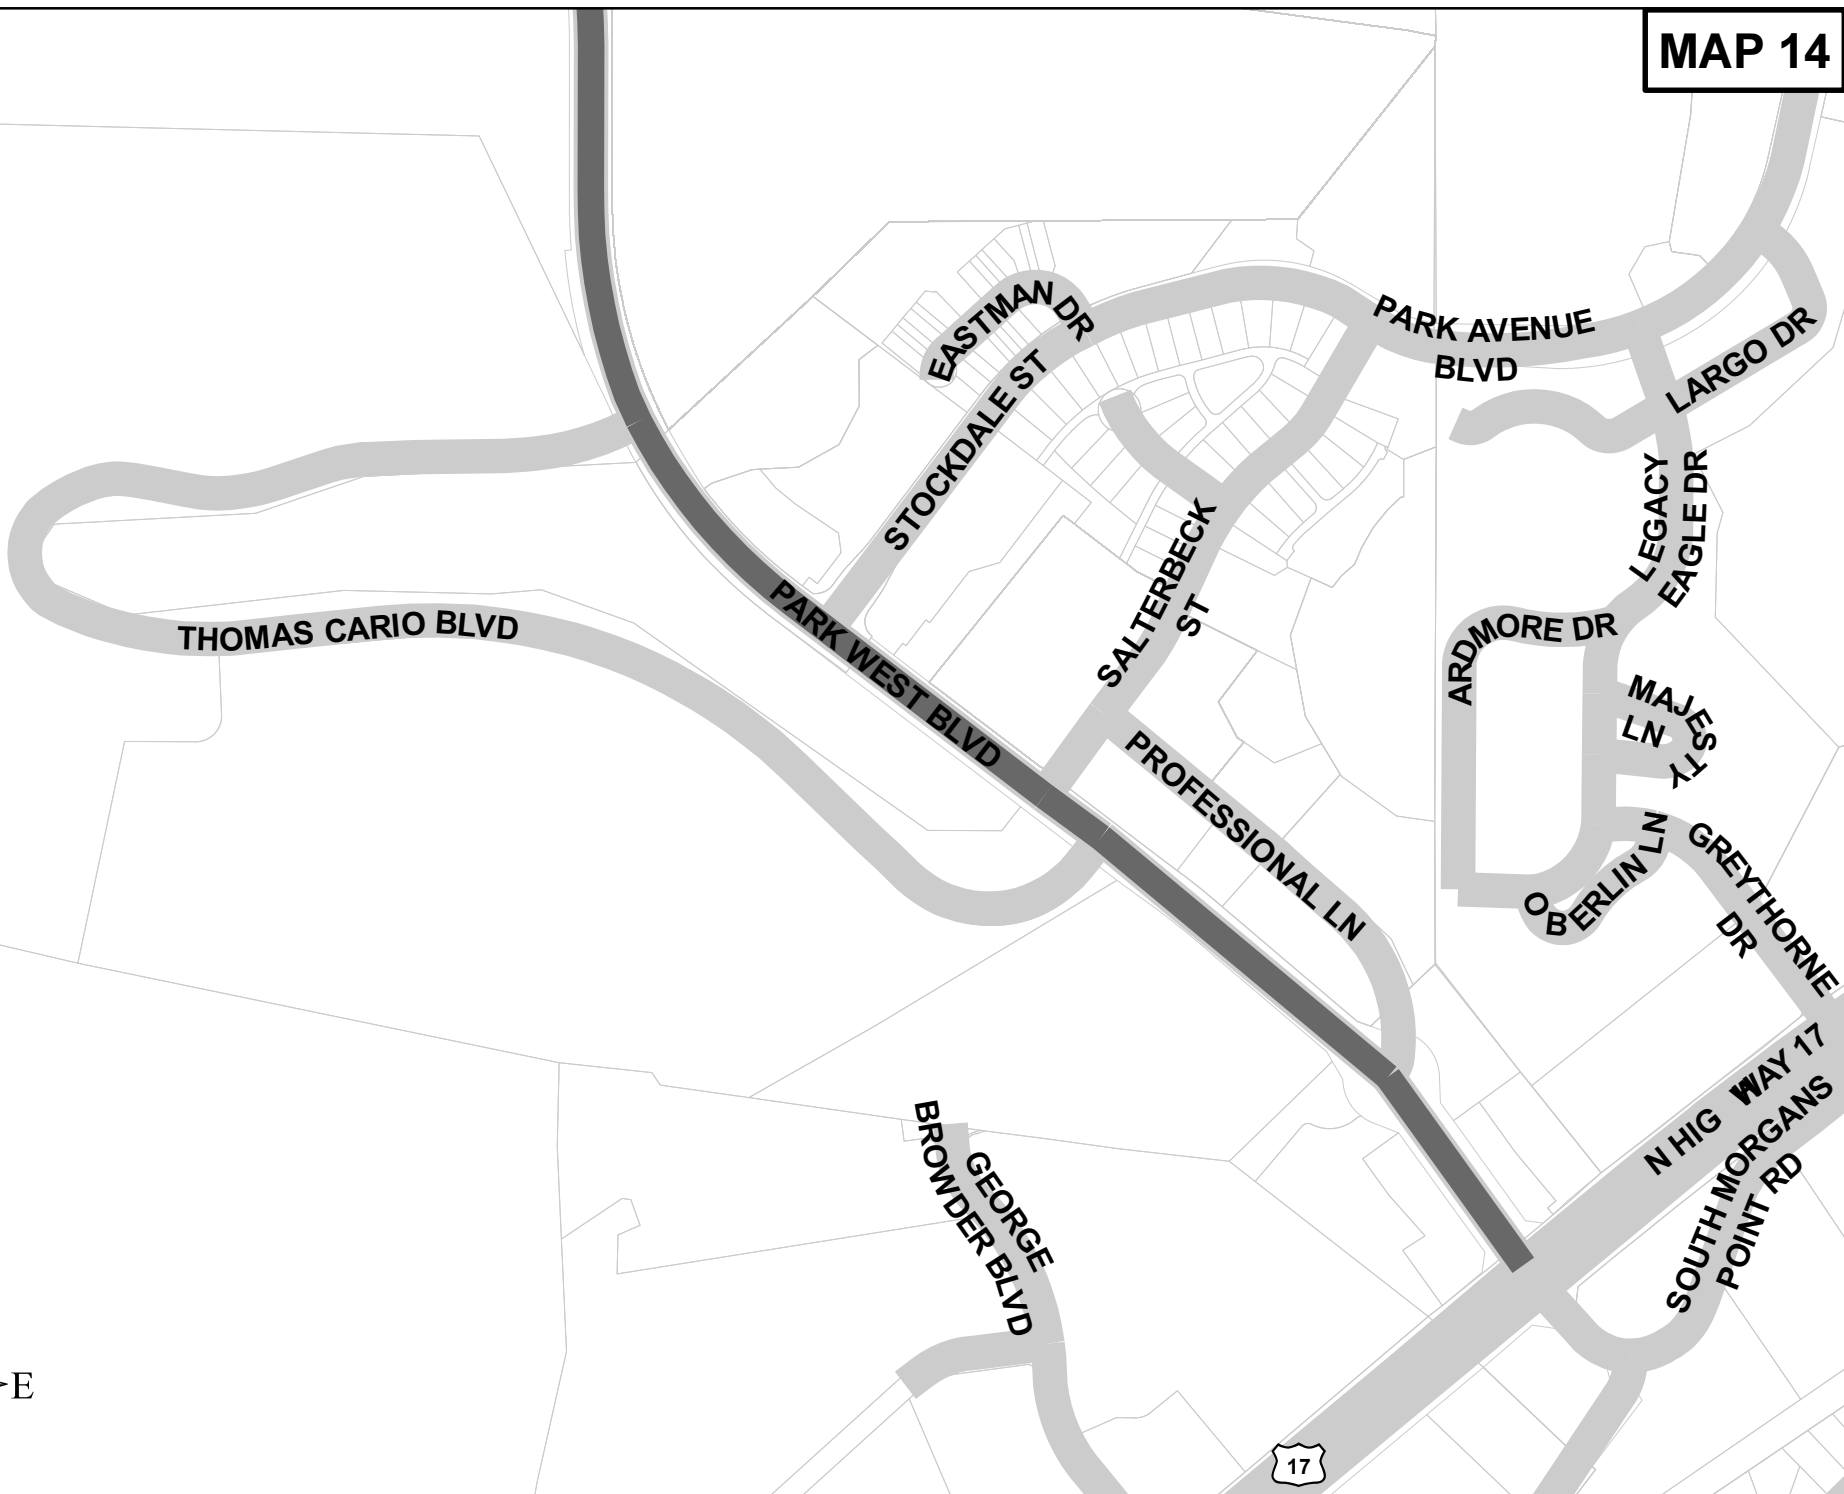 MAP 14
EASTMAN DR
PARK AVENUE
BLVD
LARGO DR
STOCKDALE ST
LEGACY
EAGLE DR
SALTERBECK
ST
THOMAS CARIO BLVD
PARK WEST BLVD
ARDMORE DR
MAJESTY
LN
PROFESSIONAL LN
OBERLIN LN
GREYTHORNE
DR
N HIGHWAY 17
SOUTH MORGANS
POINT RD
GEORGE
BROWDER BLVD
E
17